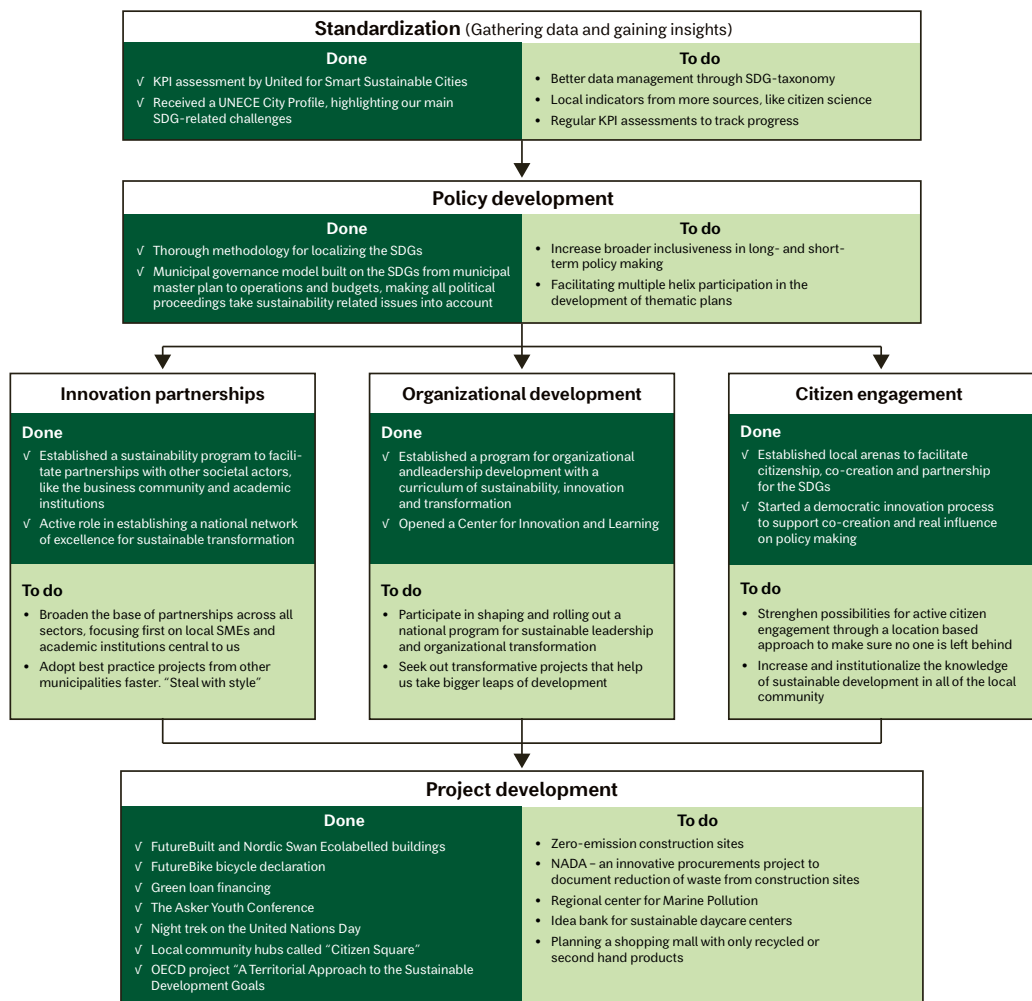 Standardization (Gathering data and gaining insights)
Done
√ KPI assessment by United for Smart Sustainable Cities
√ Received a UNECE City Profile, highlighting our main
SDG-related challenges
To do
• Better data management through SDG-taxonomy
• Local indicators from more sources, like citizen science
• Regular KPI assessments to track progress
Policy development
Done
√ Thorough methodology for localizing the SDGs
√ Municipal governance model built on the SDGs from municipal
master plan to operations and budgets, making all political
proceedings take sustainability related issues into account
To do
• Increase broader inclusiveness in long- and short-
term policy making
• Facilitating multiple helix participation in the
development of thematic plans
Innovation partnerships
Done
√ Established a sustainability program to facili-
tate partnerships with other societal actors,
like the business community and academic
institutions
√ Active role in establishing a national network
of excellence for sustainable transformation
To do
• Broaden the base of partnerships across all
sectors, focusing first on local SMEs and
academic institutions central to us
• Adopt best practice projects from other
municipalities faster. “Steal with style”
Organizational development
Done
√ Established a program for organizational
andleadership development with a
curriculum of sustainability, innovation
and transformation
√ Opened a Center for Innovation and Learning
To do
• Participate in shaping and rolling out a
national program for sustainable leadership
and organizational transformation
• Seek out transformative projects that help
us take bigger leaps of development
Citizen engagement
Done
√ Established local arenas to facilitate
citizenship, co-creation and partnership
for the SDGs
√ Started a democratic innovation process
to support co-creation and real influence
on policy making
To do
• Strenghen possibilities for active citizen
engagement through a location based
approach to make sure no one is left behind
• Increase and institutionalize the knowledge
of sustainable development in all of the local
community
Project development
Done
√ FutureBuilt and Nordic Swan Ecolabelled buildings
√ FutureBike bicycle declaration
√ Green loan financing
√ The Asker Youth Conference
√ Night trek on the United Nations Day
√ Local community hubs called “Citizen Square”
√ OECD project “A Territorial Approach to the Sustainable
Development Goals
To do
• Zero-emission construction sites
• NADA – an innovative procurements project to
document reduction of waste from construction sites
• Regional center for Marine Pollution
• Idea bank for sustainable daycare centers
• Planning a shopping mall with only recycled or
second hand products